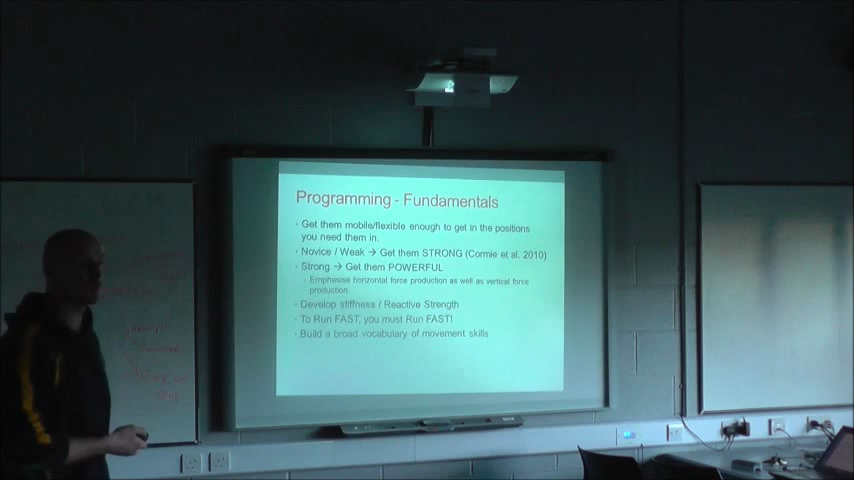 Programming - Fundamentals
· Get them mobile/flexible enough to get in the positions
you need them in.
· Novice / Weak → Get them STRONG (Cormie et al. 2010)
· Strong → Get them POWERFUL
· Emphasise horizontal force production as well as vertical force
production.
· Develop stiffness / Reactive Strength
· To Run FAST, you must Run FAST!
· Build a broad vocabulary of movement skills